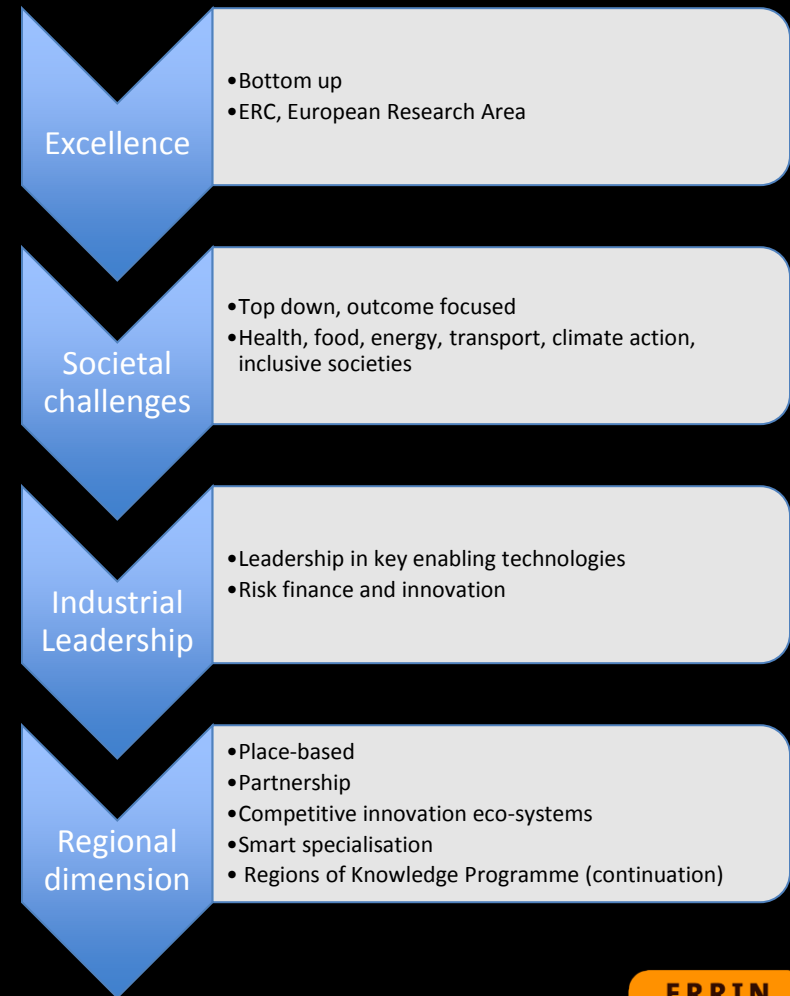 Excellence
•Bottom up
•ERC, European Research Area
Societal
challenges
•Top down, outcome focused
•Health, food, energy, transport, climate action,
inclusive societies
Industrial
Leadership
•Leadership in key enabling technologies
•Risk finance and innovation
Regional
dimension
•Place-based
•Partnership
•Competitive innovation eco-systems
•Smart specialisation
• Regions of Knowledge Programme (continuation)
ERRIN